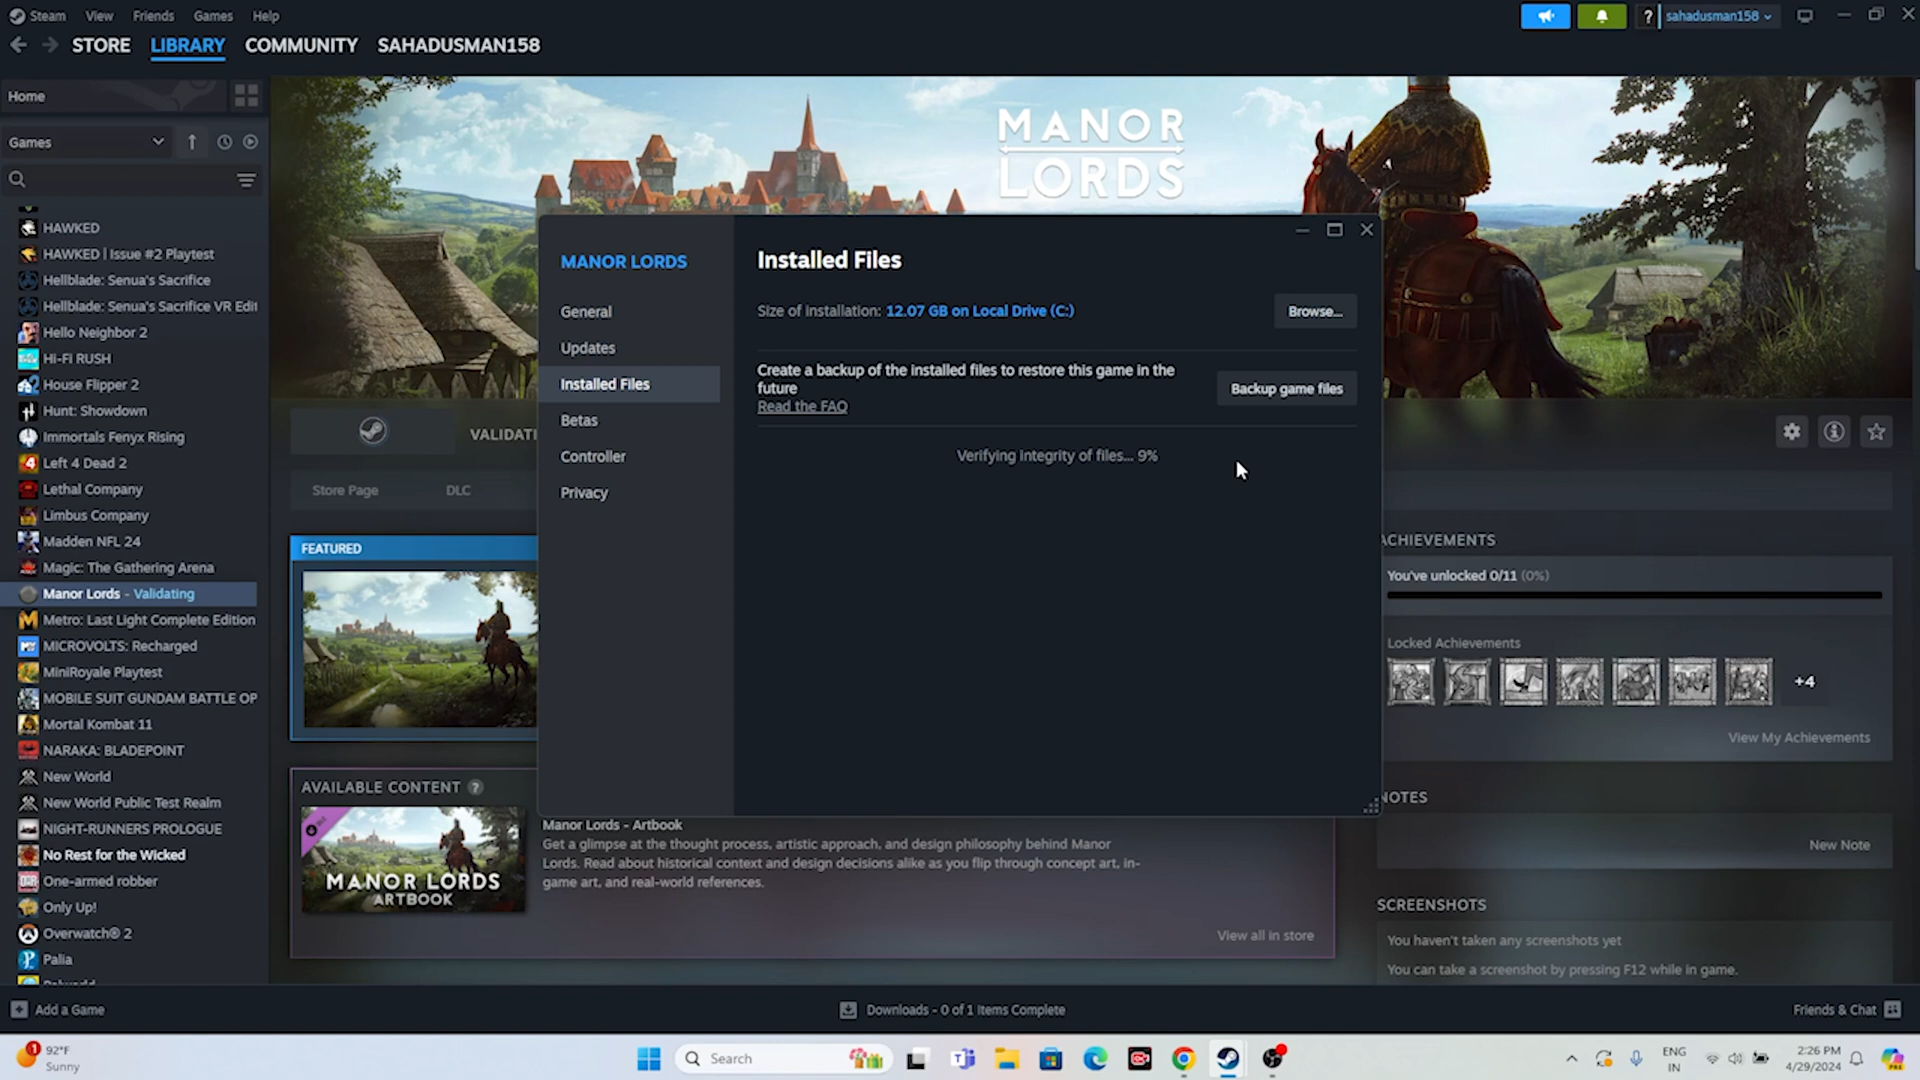 Steam View Friends Games Help
? sahadusman158
STORE LIBRARY COMMUNITY SAHADUSMAN158
Home
Games
HAWKED
HAWKED | Issue #2 Playtest
Hellblade: Senua's Sacrifice
Hellblade: Senua's Sacrifice VR Edit
Hello Neighbor 2
Hi-Fi RUSH
House Flipper 2
Hunt: Showdown
Immortals Fenyx Rising
Left 4 Dead 2
Lethal Company
Limbus Company
Madden NFL 24
Magic: The Gathering Arena
Manor Lords - Validating
Metro: Last Light Complete Edition
MICROVOLTS: Recharged
MiniRoyale Playtest
MOBILE SUIT GUNDAM BATTLE OP
Mortal Kombat 11
NARAKA: BLADEPOINT
New World
New World Public Test Realm
NIGHT-RUNNERS PROLOGUE
No Rest for the Wicked
One-armed robber
Only Up!
Overwatch® 2
Palia
MANOR
LORDS
MANOR LORDS
General
Updates
Installed Files
Betas
Controller
Privacy
Installed Files
Size of installation: 12.07 GB on Local Drive (C:)
Browse...
Create a backup of the installed files to restore this game in the
future
Read the FAQ
Backup game files
Verifying integrity of files... 9%
VALIDATI
Store Page DLC
FEATURED
AVAILABLE CONTENT ?
MANOR LORDS
ARTBOOK
Manor Lords - Artbook
Get a glimpse at the thought process, artistic approach, and design philosophy behind Manor
Lords. Read about historical context and design decisions alike as you flip through concept art, in-
game art, and real-world references.
View all in store
ACHIEVEMENTS
You've unlocked 0/11 (0%)
Locked Achievements
+4
View My Achievements
NOTES
New Note
SCREENSHOTS
You haven't taken any screenshots yet
You can take a screenshot by pressing F12 while in game.
Add a Game
Downloads - 0 of 1 Items Complete
Friends & Chat
1
92°F
Sunny
Search
ENG
IN
2:26 PM
4/29/2024